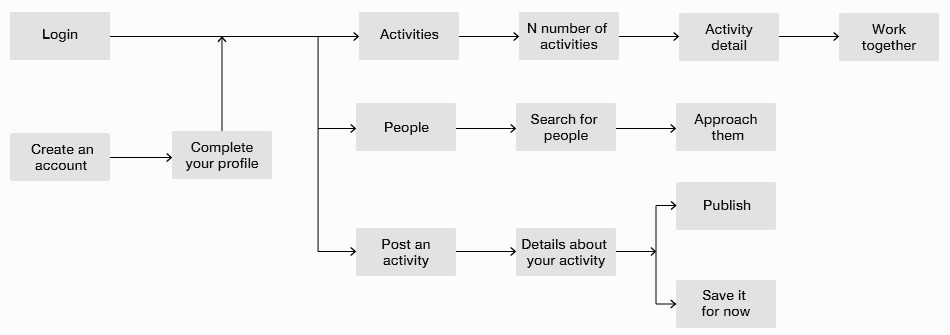 Login
Activities
N number of
activities
Activity
detail
Work
together
People
Search for
people
Approach
them
Create an
account
Complete
your profile
Publish
Post an
activity
Details about
your activity
Save it
for now